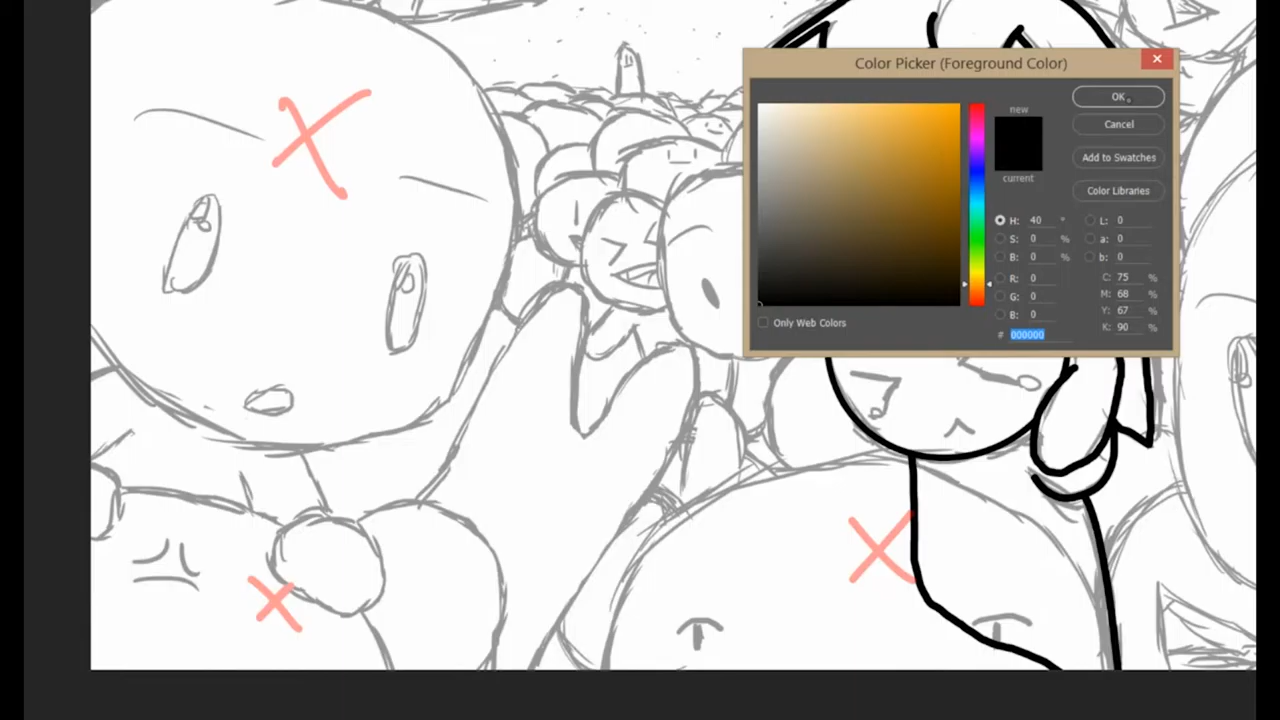 Color Picker (Foreground Color)
OK
new
Cancel
Add to Swatches
current
Color Libraries
H: 40 °
L: 0
S: 0 %
a: 0
B: 0 %
b: 0
R: 0
C: 75 %
G: 0
M: 68 %
B: 0
Y: 67 %
Only Web Colors
# 000000
K: 90 %